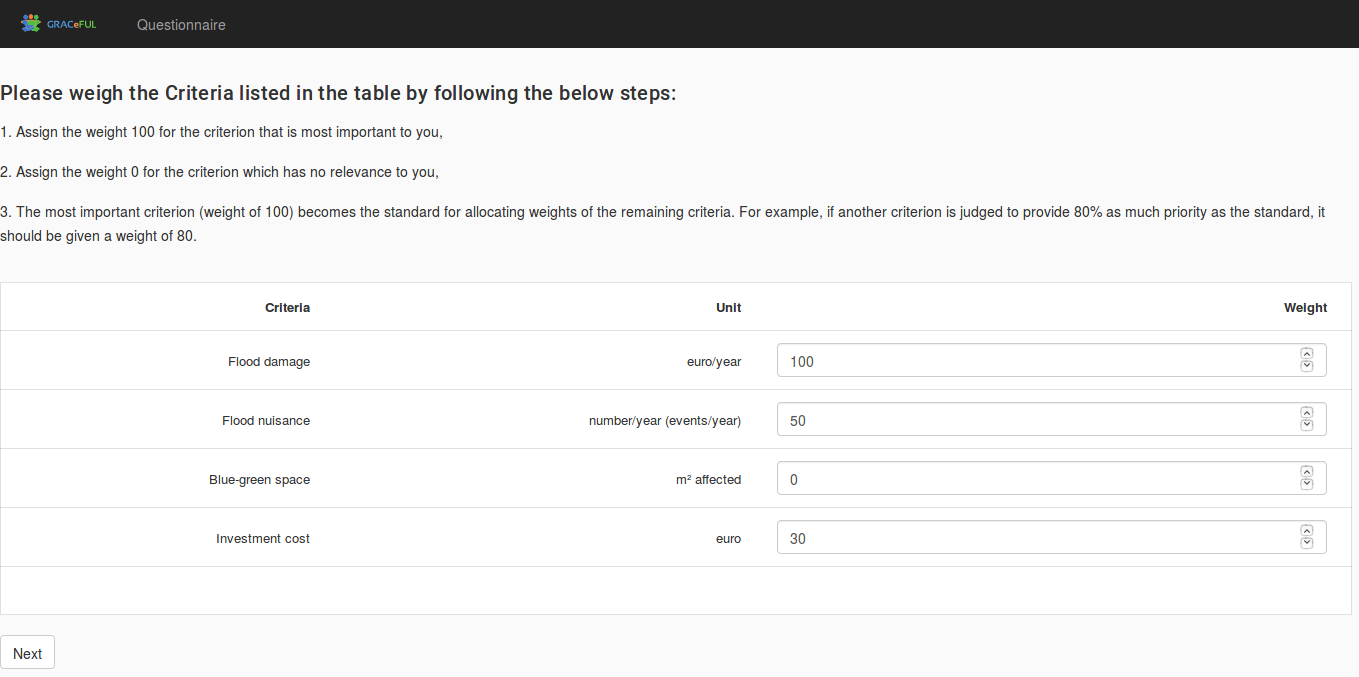 GRACeFUL Questionnaire
Please weigh the Criteria listed in the table by following the below steps:
1. Assign the weight 100 for the criterion that is most important to you,
2. Assign the weight 0 for the criterion which has no relevance to you,
3. The most important criterion (weight of 100) becomes the standard for allocating weights of the remaining criteria. For example, if another criterion is judged to provide 80% as much priority as the standard, it
should be given a weight of 80.
Criteria Unit Weight
Flood damage euro/year 100
Flood nuisance number/year (events/year) 50
Blue-green space m² affected 0
Investment cost euro 30
Next